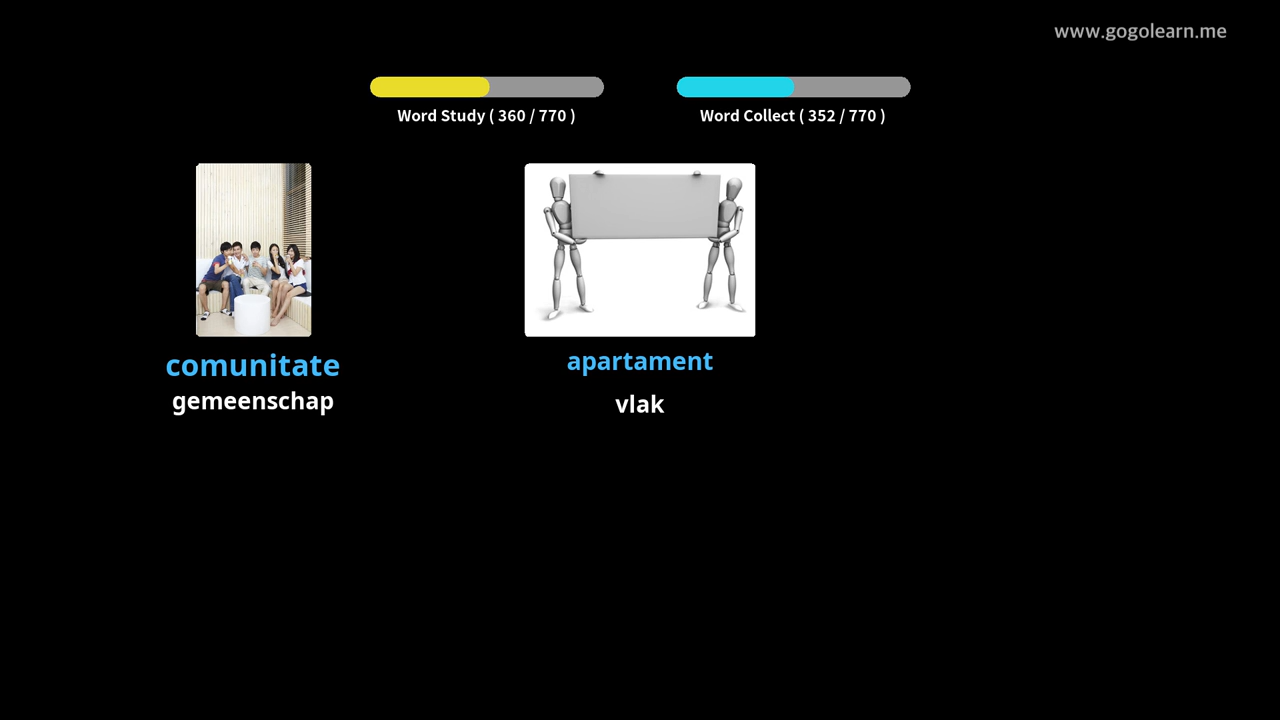 www.gogolearn.me
Word Study ( 360 / 770 )
Word Collect ( 352 / 770 )
comunitate
gemeenschap
apartament
vlak